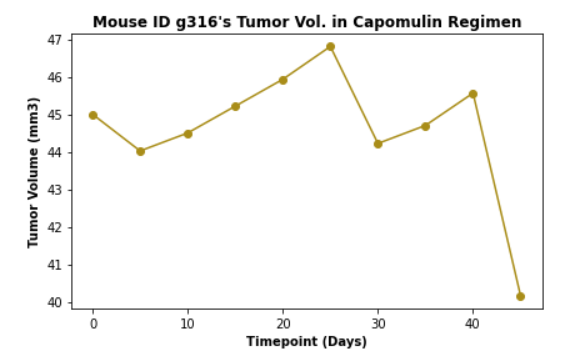 Mouse ID g316's Tumor Vol. in Capomulin Regimen
47
46
45
44
43
42
41
40
Tumor Volume (mm3)
0 10 20 30 40
Timepoint (Days)